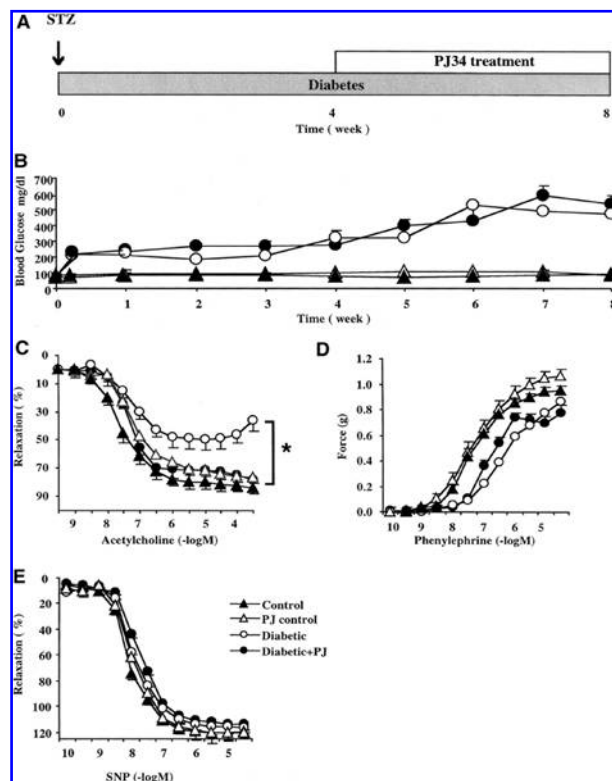 A
STZ
PJ34 treatment
Diabetes
0 4 8
Time ( week )
B
Blood Glucose mg/dl
700
600
500
400
300
200
100
0
0 1 2 3 4 5 6 7 8
Time ( week )
C
Relaxation ( %)
0
10
30
50
70
90
9 8 7 6 5 4
Acetylcholine (-logM)
*
D
Force (g)
1.2
1.0
0.8
0.6
0.4
0.2
0.0
10 9 8 7 6 5
Phenylephrine (-logM)
E
Relaxation ( %)
0
20
40
60
80
100
120
10 9 8 7 6 5
SNP (-logM)
Control
PJ control
Diabetic
Diabetic+PJ